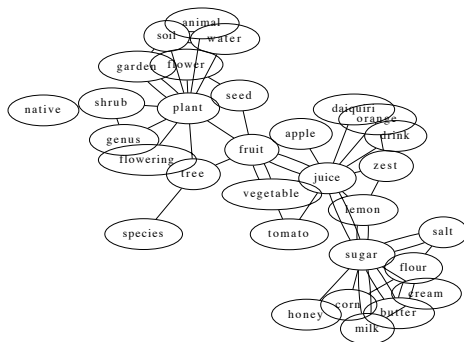 animal
soil
water
garden
flower
seed
shrub
plant
native
daiquiri
orange
apple
drink
genus
fruit
flowering
zest
tree
juice
vegetable
lemon
species
tomato
salt
sugar
flour
cream
honey
corn
butter
milk